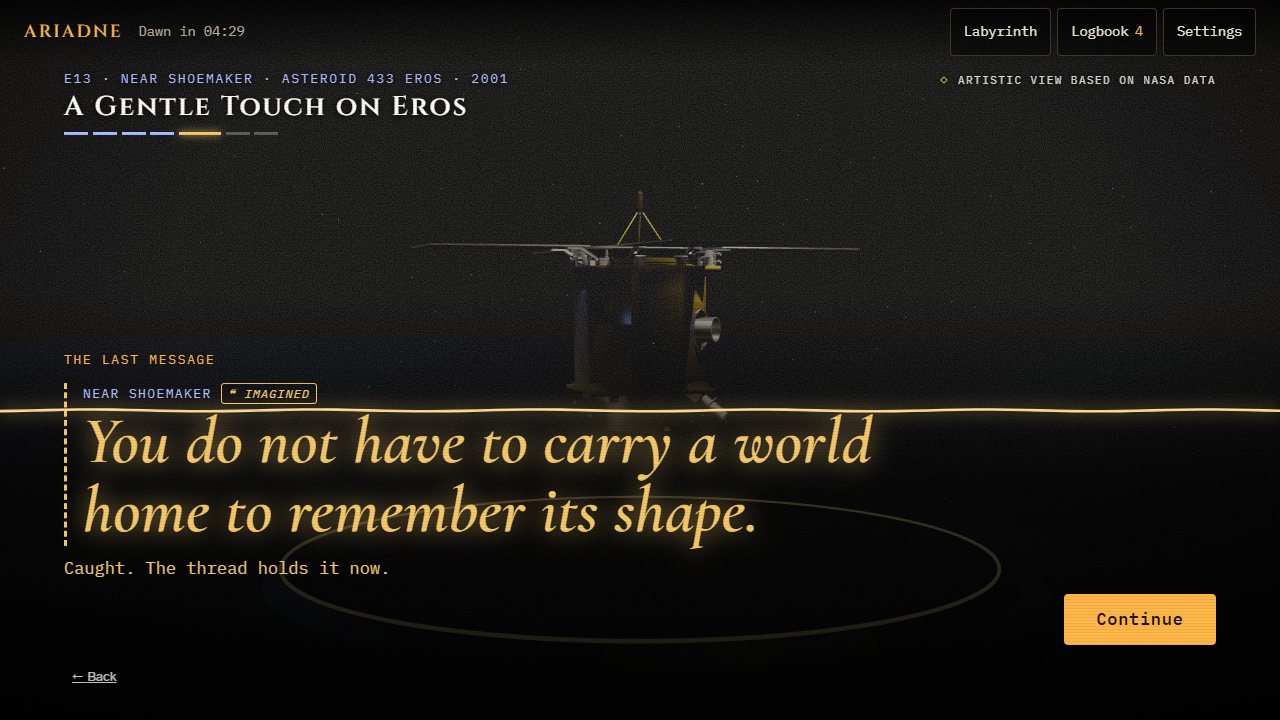 ARIADNE Dawn in 04:29 Labyrinth Logbook 4 Settings
E13 · NEAR SHOEMAKER · ASTEROID 433 EROS · 2001
◇ ARTISTIC VIEW BASED ON NASA DATA
A Gentle Touch on Eros
THE LAST MESSAGE
NEAR SHOEMAKER ❝ IMAGINED
You do not have to carry a world
home to remember its shape.
Caught. The thread holds it now.
Continue
← Back